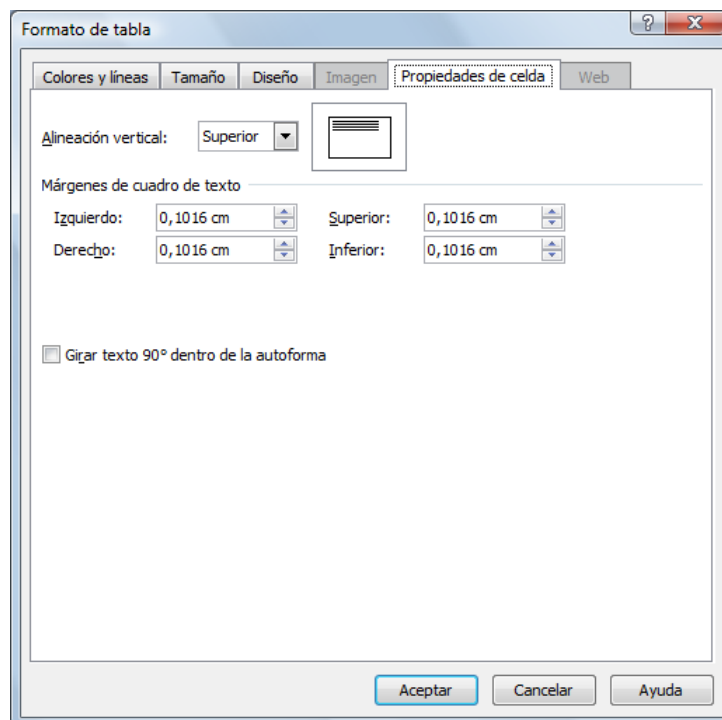 Formato de tabla
Colores y líneas Tamaño Diseño Imagen Propiedades de celda Web
Alineación vertical: Superior
Márgenes de cuadro de texto
Izquierdo: 0,1016 cm Superior: 0,1016 cm
Derecho: 0,1016 cm Inferior: 0,1016 cm
Girar texto 90° dentro de la autoforma
Aceptar Cancelar Ayuda